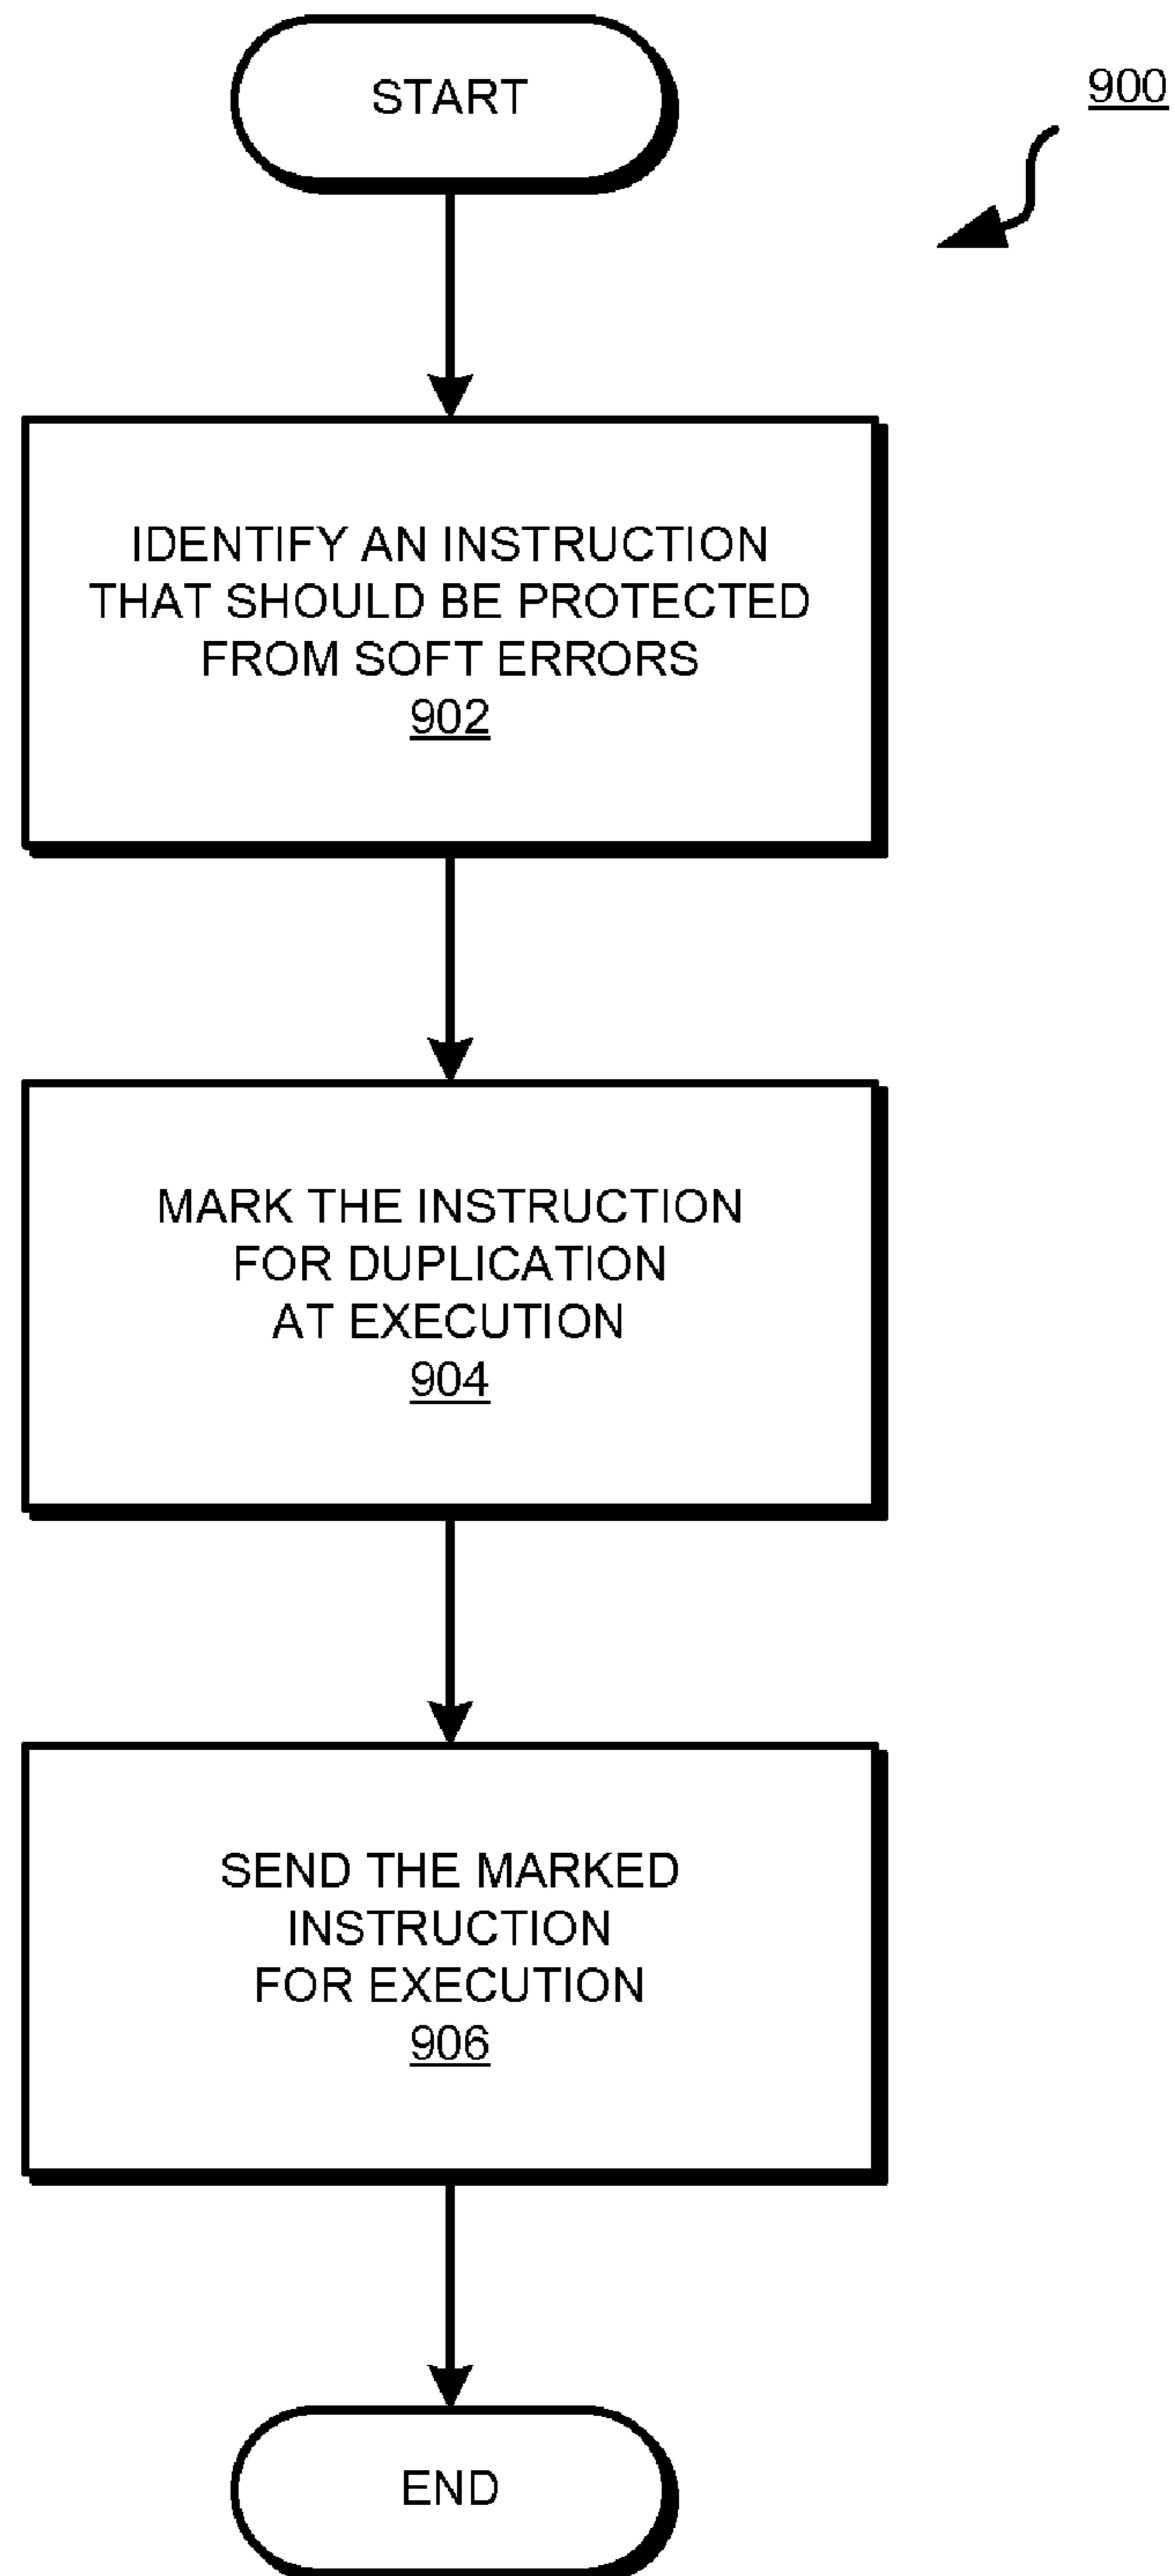 START
900
IDENTIFY AN INSTRUCTION
THAT SHOULD BE PROTECTED
FROM SOFT ERRORS
902
MARK THE INSTRUCTION
FOR DUPLICATION
AT EXECUTION
904
SEND THE MARKED
INSTRUCTION
FOR EXECUTION
906
END